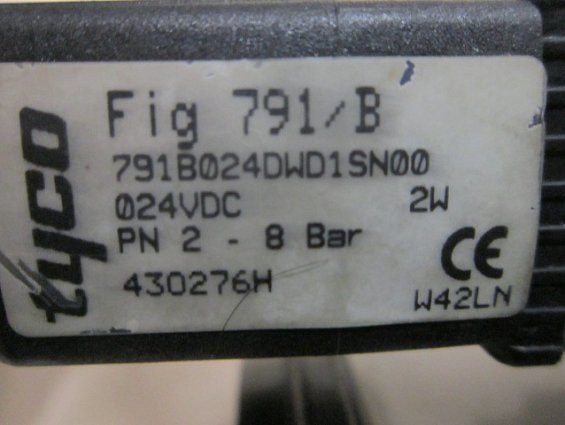 tyco
Fig 791/B
791B024DWD1SN00
024VDC 2W
PN 2 - 8 Bar
CE
430276H
W42LN